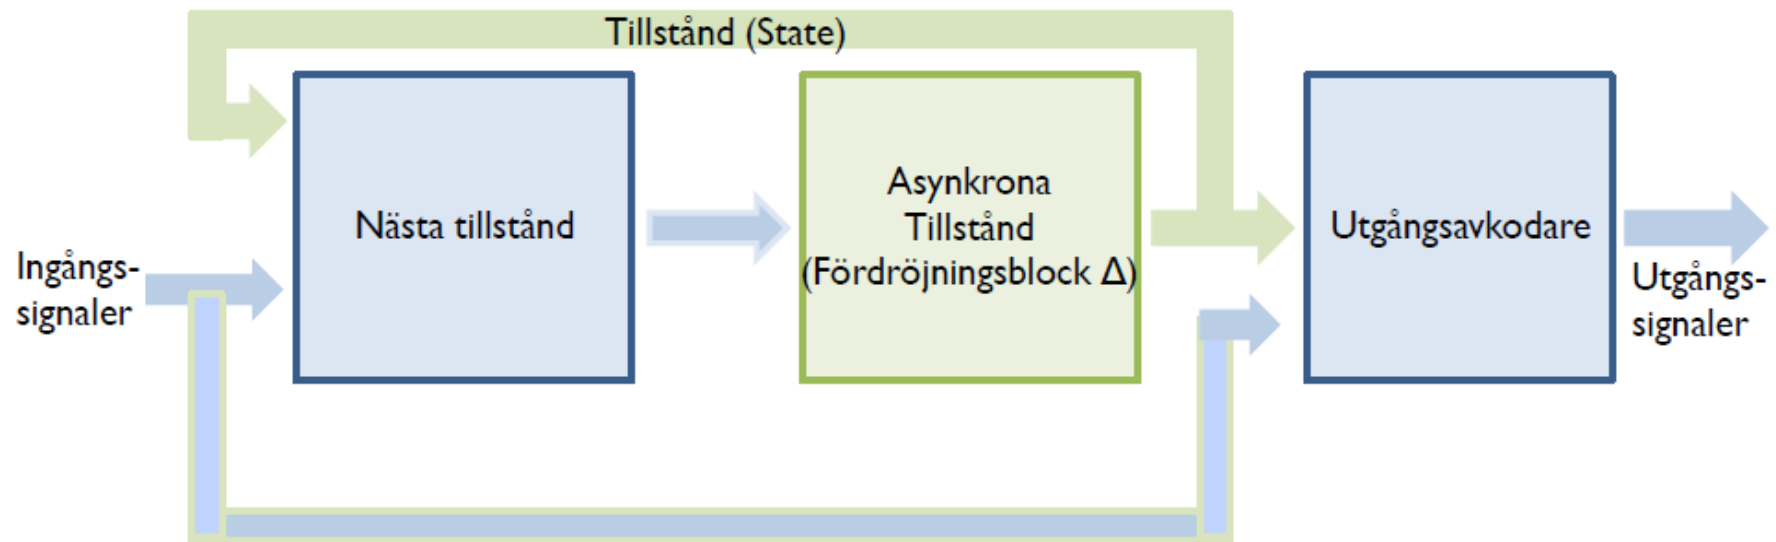 Tillstånd (State)
Nästa tillstånd
Asynkrona
Tillstånd
(Fördröjningsblock Δ)
Utgångsavkodare
Ingångs-
signaler
Utgångs-
signaler